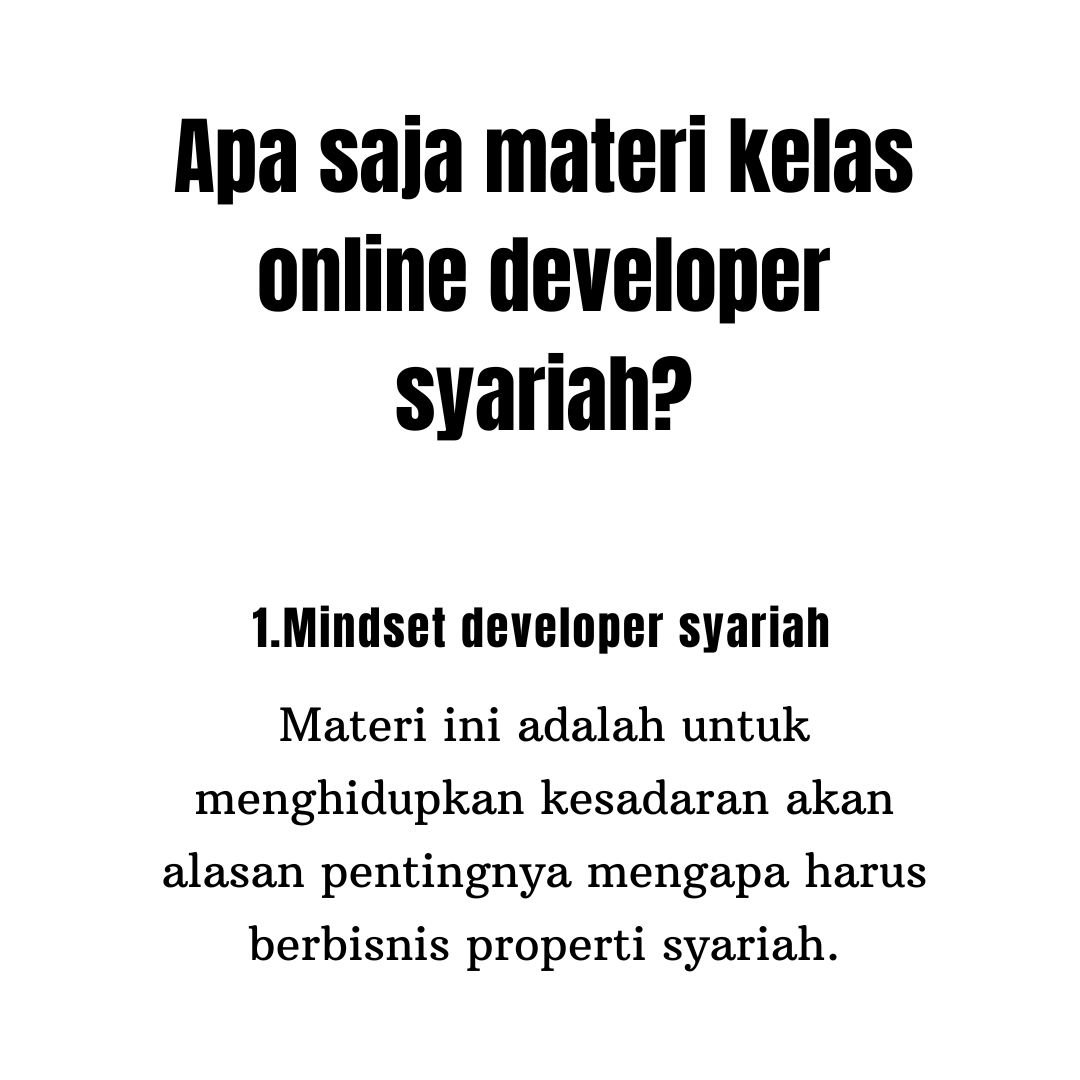 Apa saja materi kelas
online developer
syariah?
1.Mindset developer syariah
Materi ini adalah untuk
menghidupkan kesadaran akan
alasan pentingnya mengapa harus
berbisnis properti syariah.